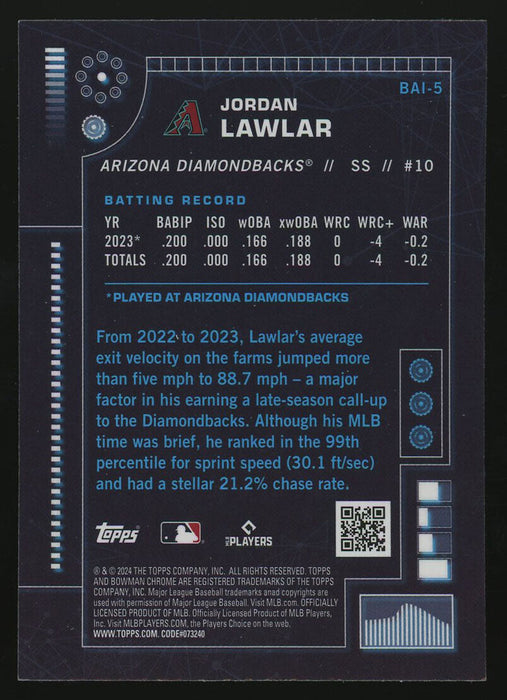 BAI-5
JORDAN
LAWLAR
ARIZONA DIAMONDBACKS® // SS // #10
BATTING RECORD
YR BABIP ISO wOBA xwOBA WRC WRC+ WAR
2023* .200 .000 .166 .188 0 -4 -0.2
TOTALS .200 .000 .166 .188 0 -4 -0.2
*PLAYED AT ARIZONA DIAMONDBACKS
From 2022 to 2023, Lawlar's average
exit velocity on the farms jumped more
than five mph to 88.7 mph – a major
factor in his earning a late-season call-up
to the Diamondbacks. Although his MLB
time was brief, he ranked in the 99th
percentile for sprint speed (30.1 ft/sec)
and had a stellar 21.2% chase rate.
topps
MLB PLAYERS
® & © 2024 THE TOPPS COMPANY, INC. ALL RIGHTS RESERVED. TOPPS
AND BOWMAN CHROME ARE REGISTERED TRADEMARKS OF THE TOPPS
COMPANY, INC. Major League Baseball trademarks and copyrights are
used with permission of Major League Baseball. Visit MLB.com. OFFICIALLY
LICENSED PRODUCT OF MLB. Officially Licensed Product of MLB Players,
Inc. Visit MLBPLAYERS.com, the Players Choice on the web.
WWW.TOPPS.COM. CODE#073240